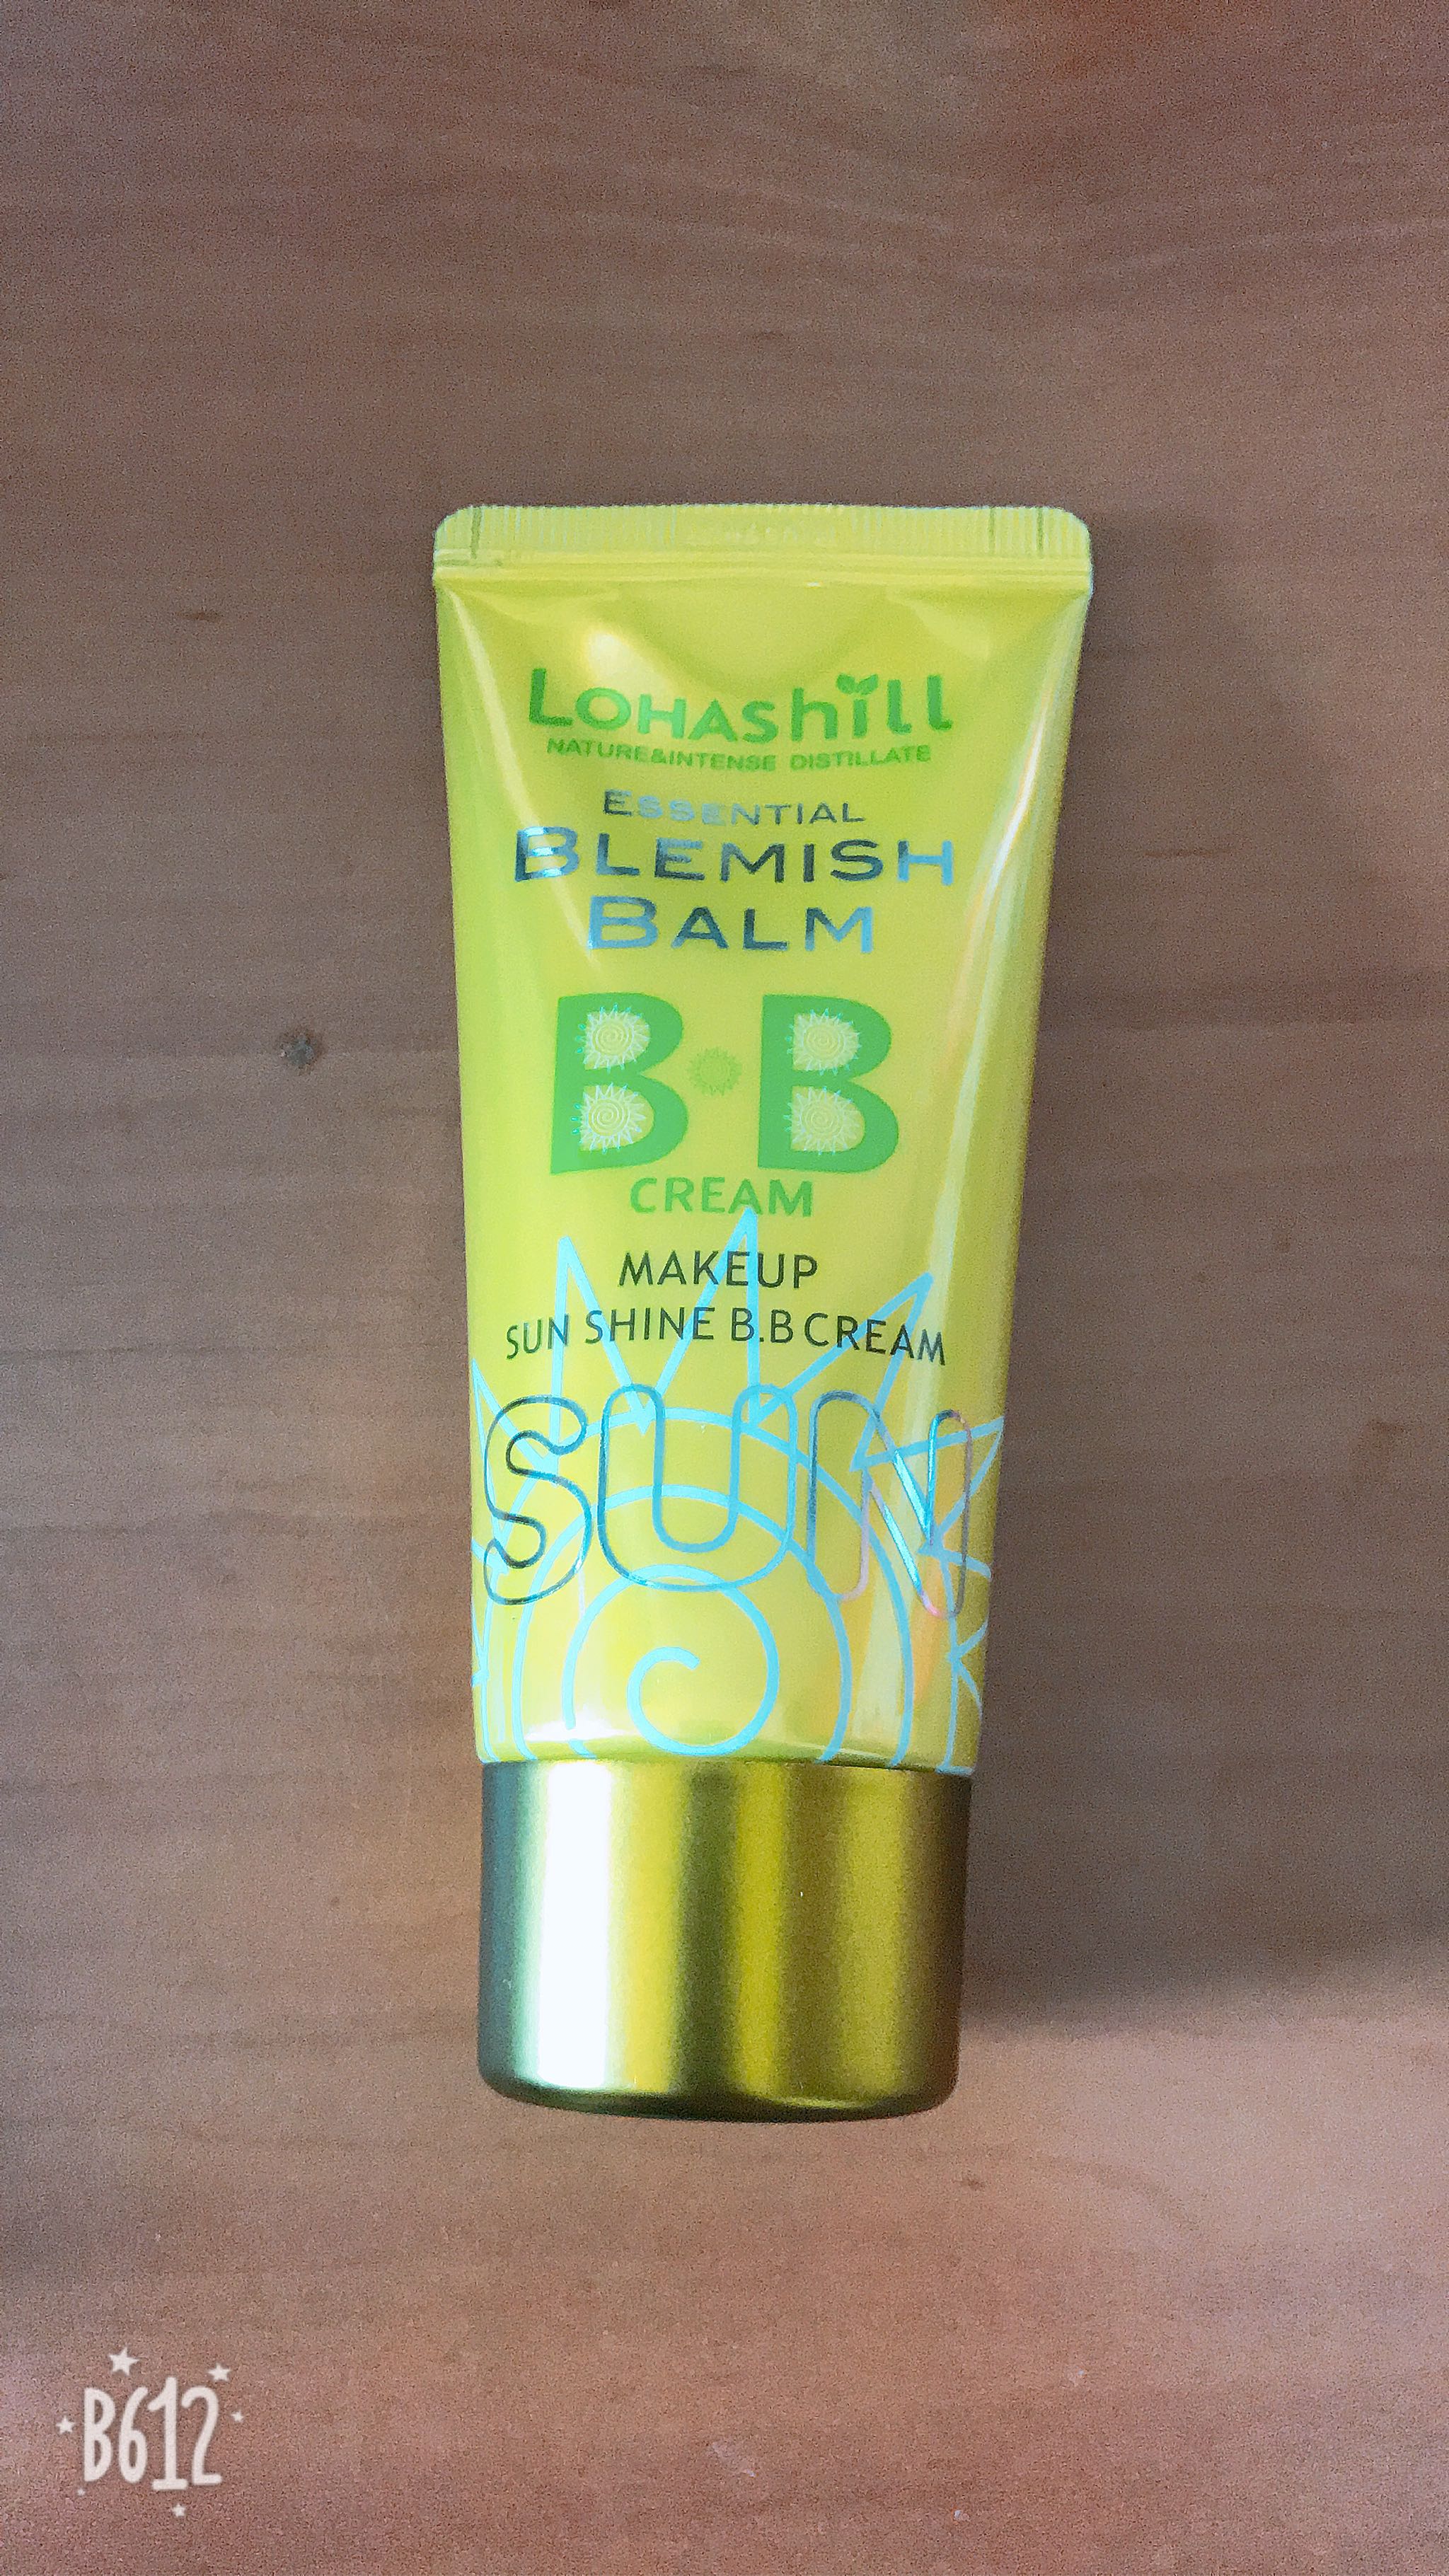 LOHAShill
NATURE&INTENSE DISTILLATE
ESSENTIAL
BLEMISH
BALM
B·B
CREAM
MAKEUP
SUN SHINE B.B CREAM
SUN
B612